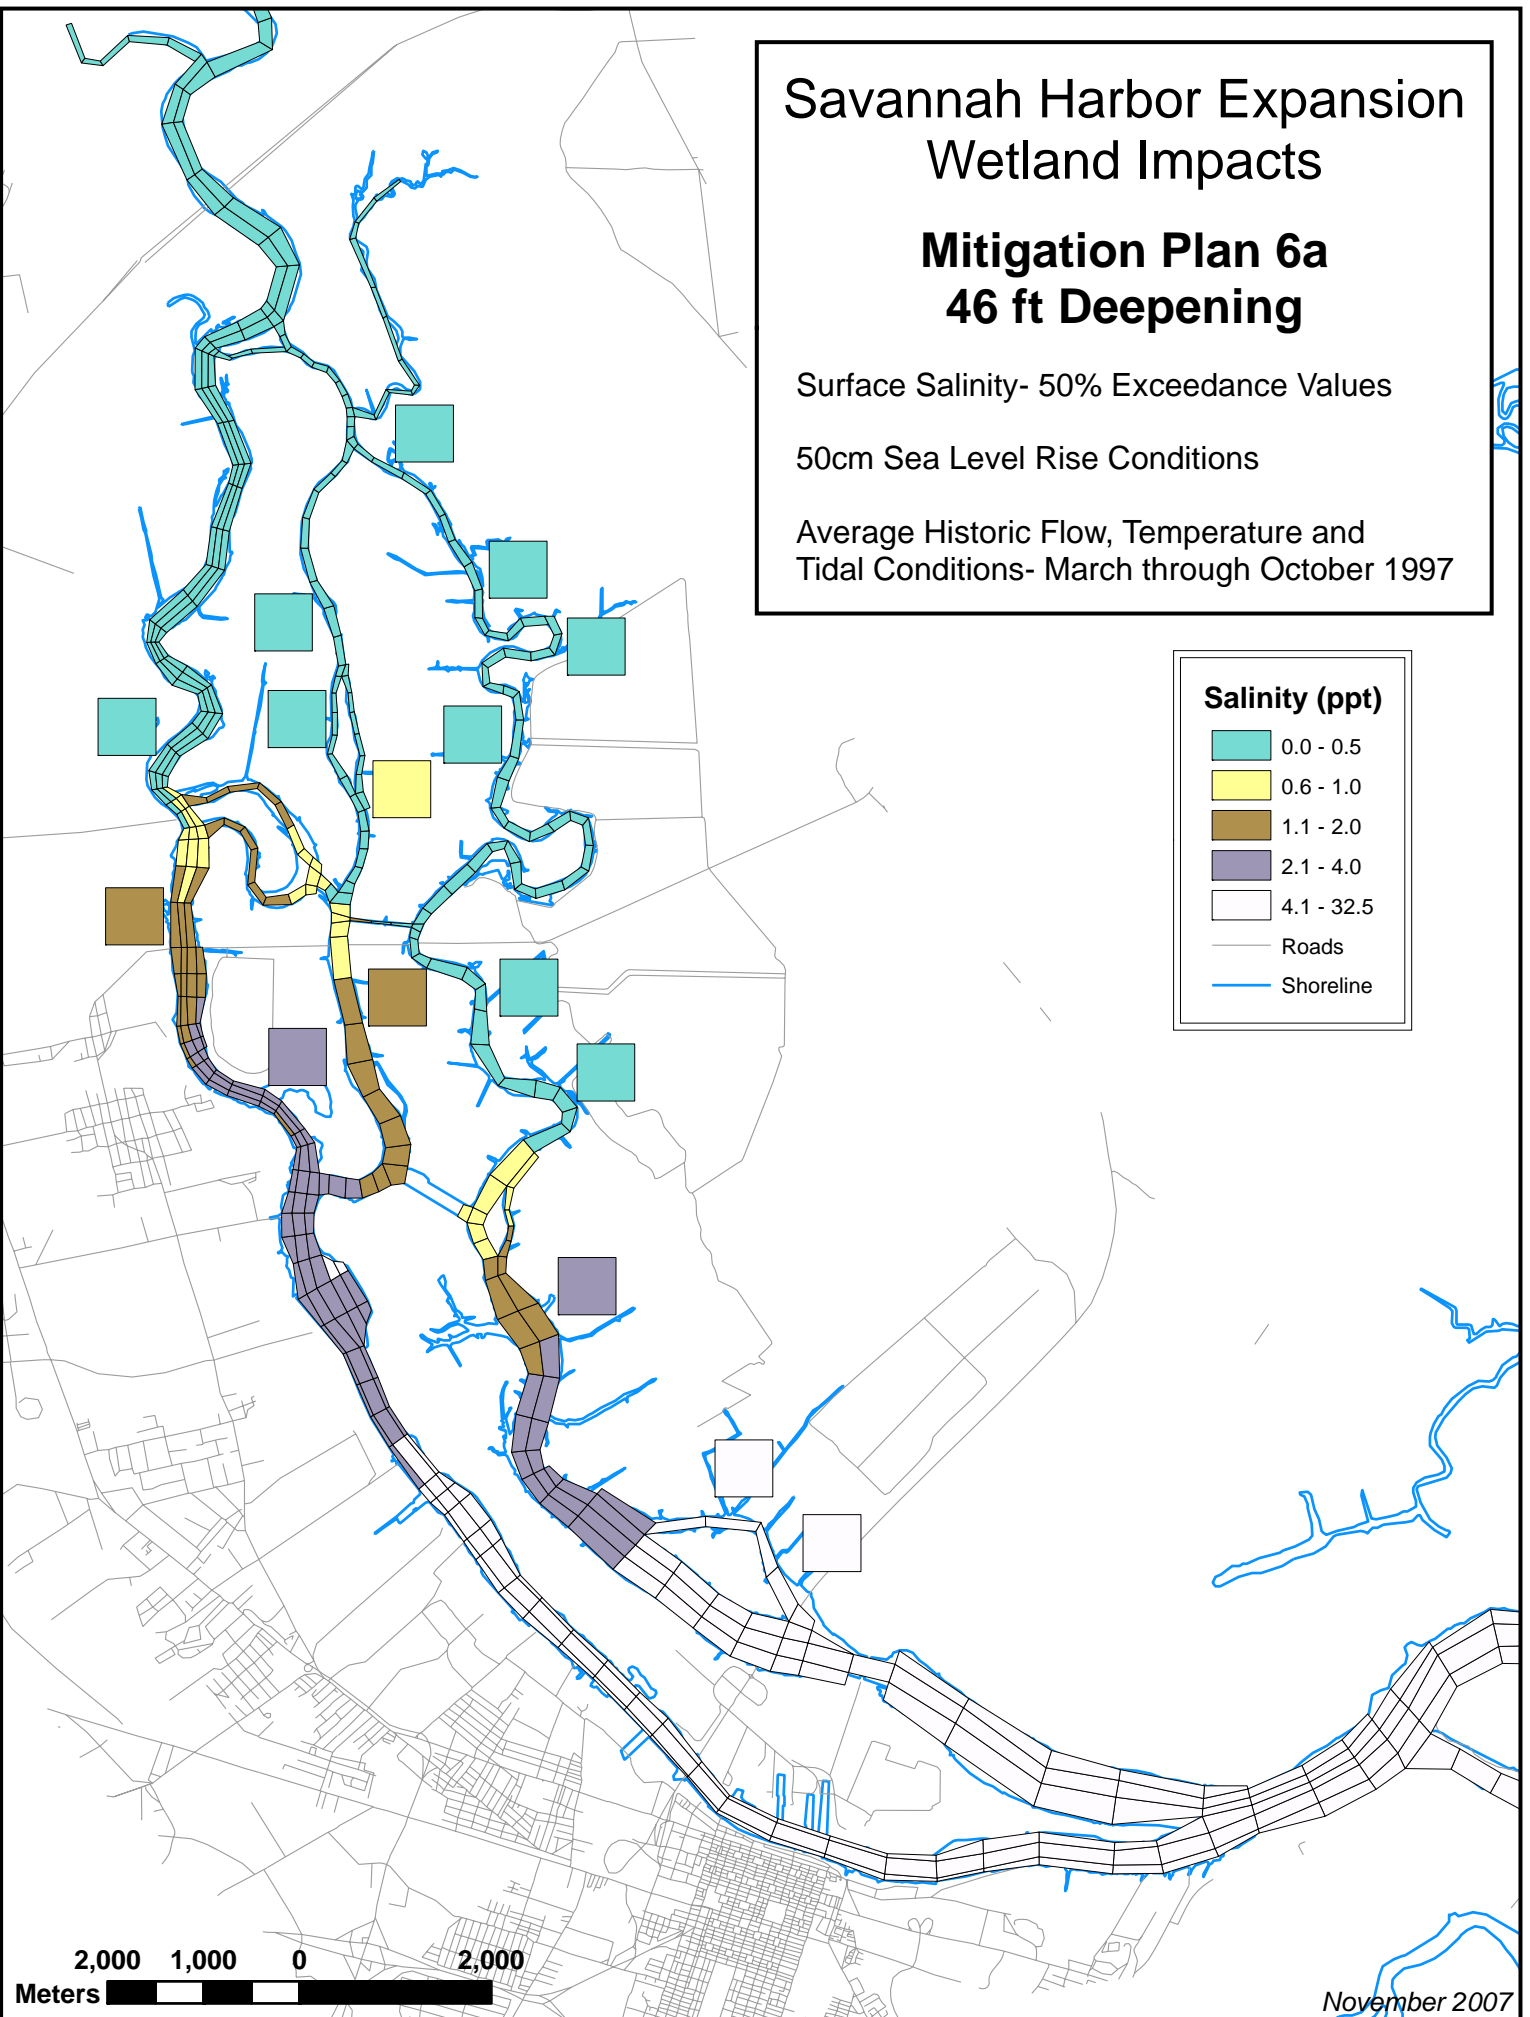 Savannah Harbor Expansion
Wetland Impacts
Mitigation Plan 6a
46 ft Deepening
Surface Salinity- 50% Exceedance Values
50cm Sea Level Rise Conditions
Average Historic Flow, Temperature and
Tidal Conditions- March through October 1997
Salinity (ppt)
0.0 - 0.5
0.6 - 1.0
1.1 - 2.0
2.1 - 4.0
4.1 - 32.5
Roads
Shoreline
2,000 1,000 0 2,000
Meters
November 2007